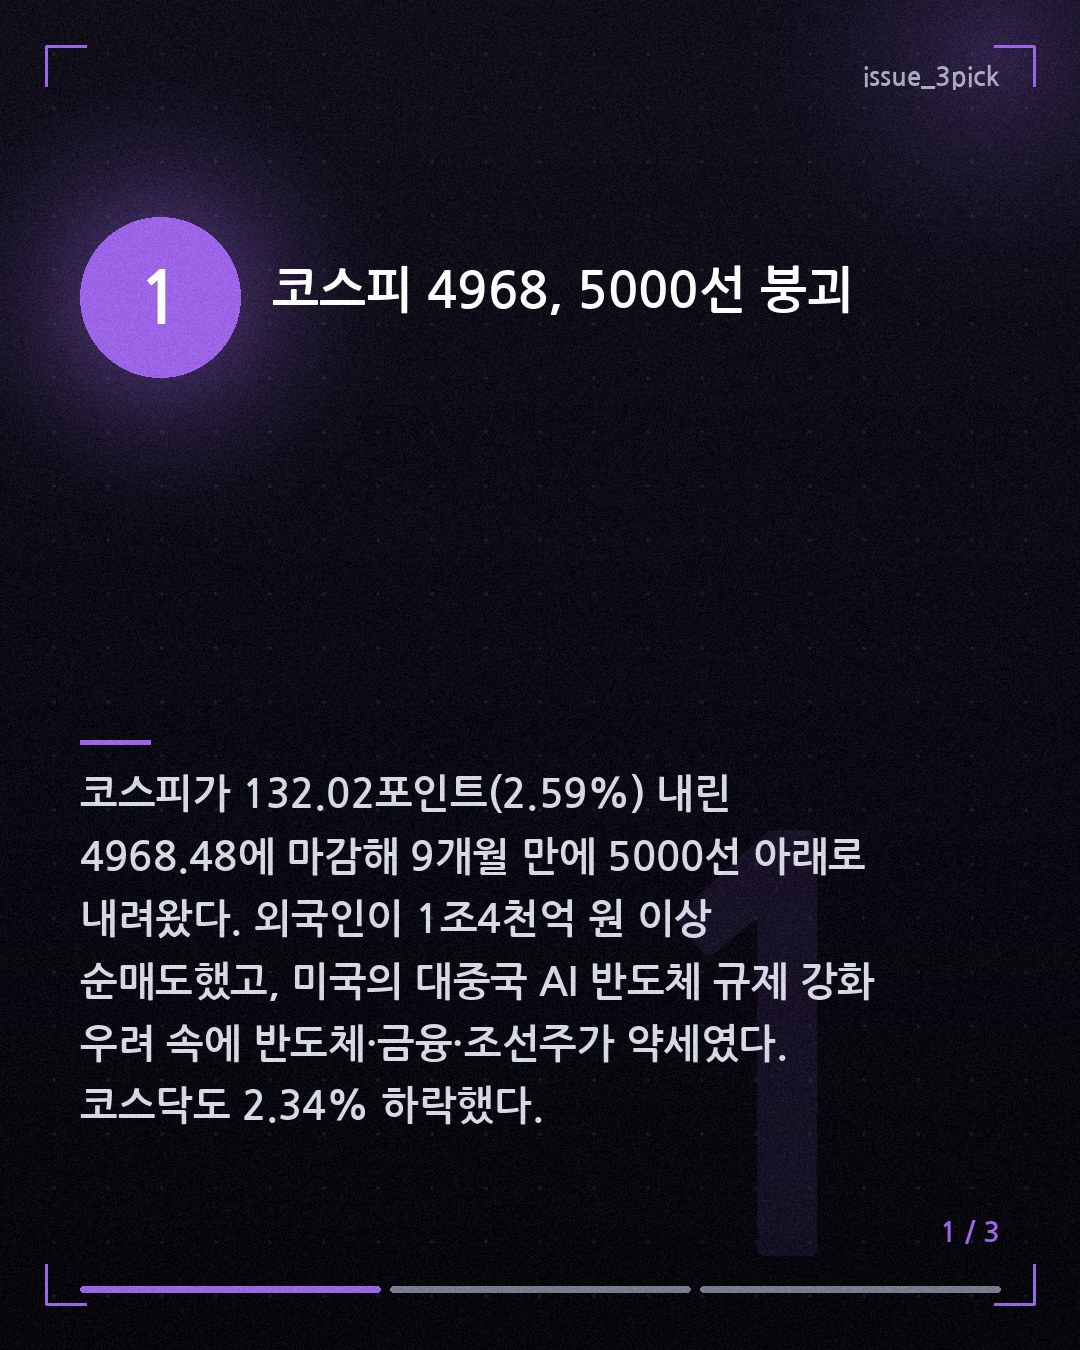 issue_3pick
1
코스피 4968, 5000선 붕괴
코스피가 132.02포인트(2.59%) 내린
4968.48에 마감해 9개월 만에 5000선 아래로
내려왔다. 외국인이 1조4천억 원 이상
순매도했고, 미국의 대중국 AI 반도체 규제 강화
우려 속에 반도체·금융·조선주가 약세였다.
코스닥도 2.34% 하락했다.
1
1 / 3